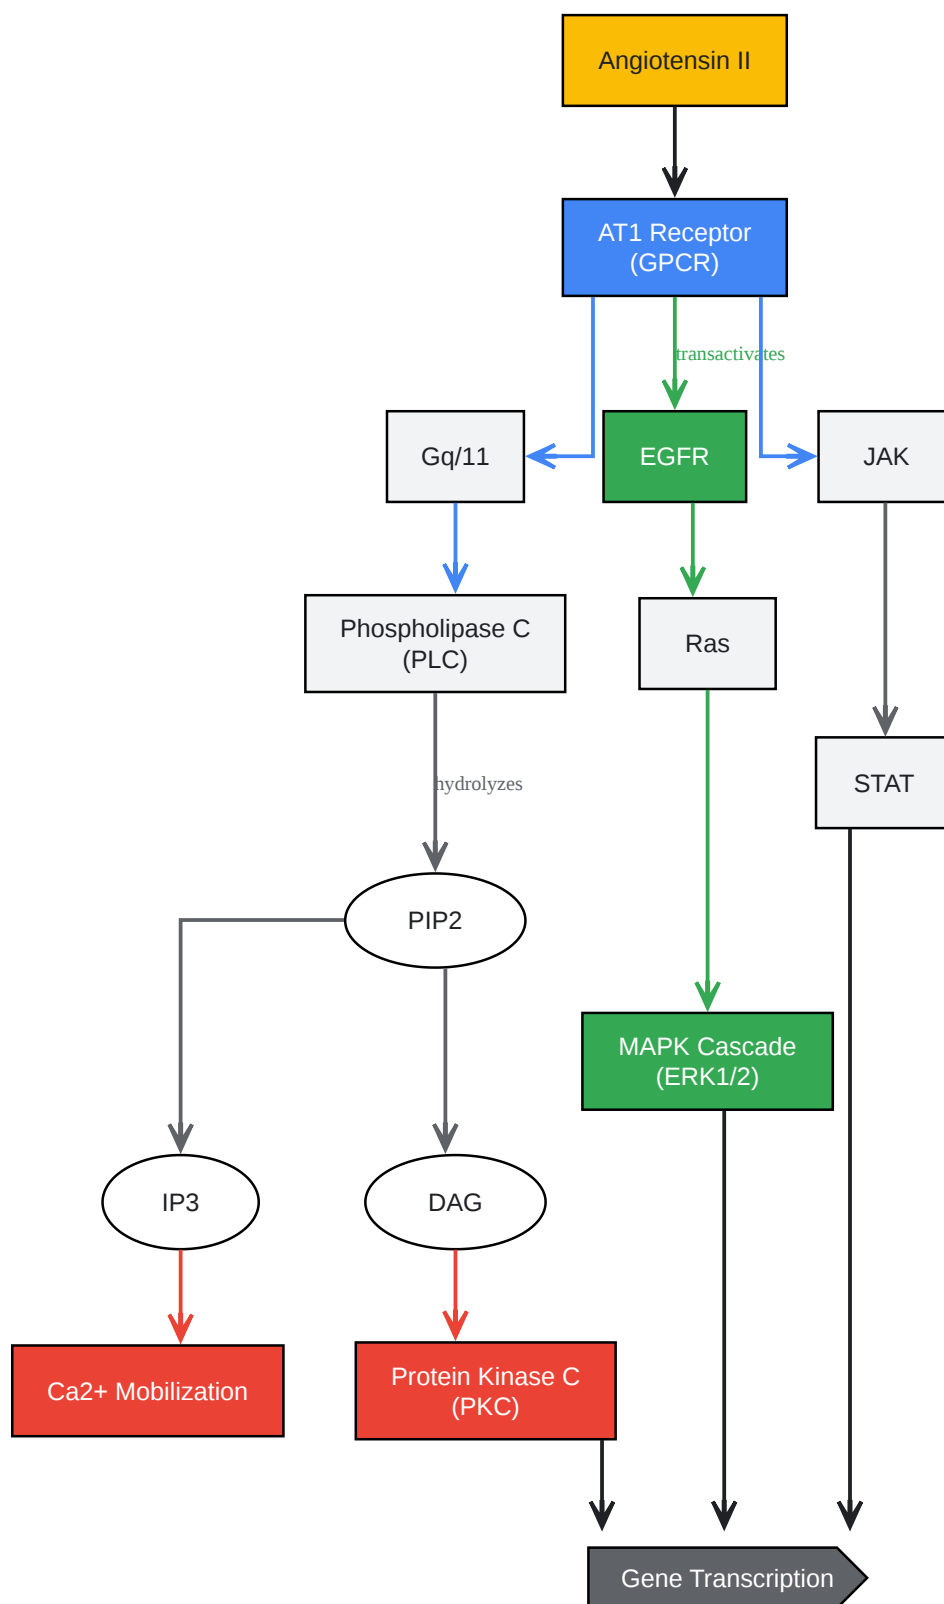 Angiotensin II
AT1 Receptor
(GPCR)
transactivates
Gq/11
EGFR
JAK
Phospholipase C
(PLC)
Ras
hydrolyzes
STAT
PIP2
MAPK Cascade
(ERK1/2)
IP3
DAG
Ca2+ Mobilization
Protein Kinase C
(PKC)
Gene Transcription